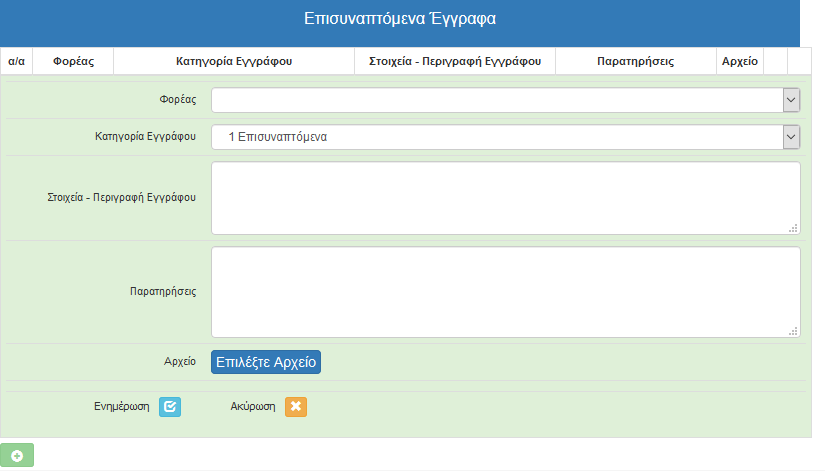 Επισυναπτόμενα Έγγραφα
α/α Φορέας Κατηγορία Εγγράφου Στοιχεία - Περιγραφή Εγγράφου Παρατηρήσεις Αρχείο
Φορέας
Κατηγορία Εγγράφου 1 Επισυναπτόμενα
Στοιχεία - Περιγραφή Εγγράφου
Παρατηρήσεις
Αρχείο Επιλέξτε Αρχείο
Ενημέρωση Ακύρωση